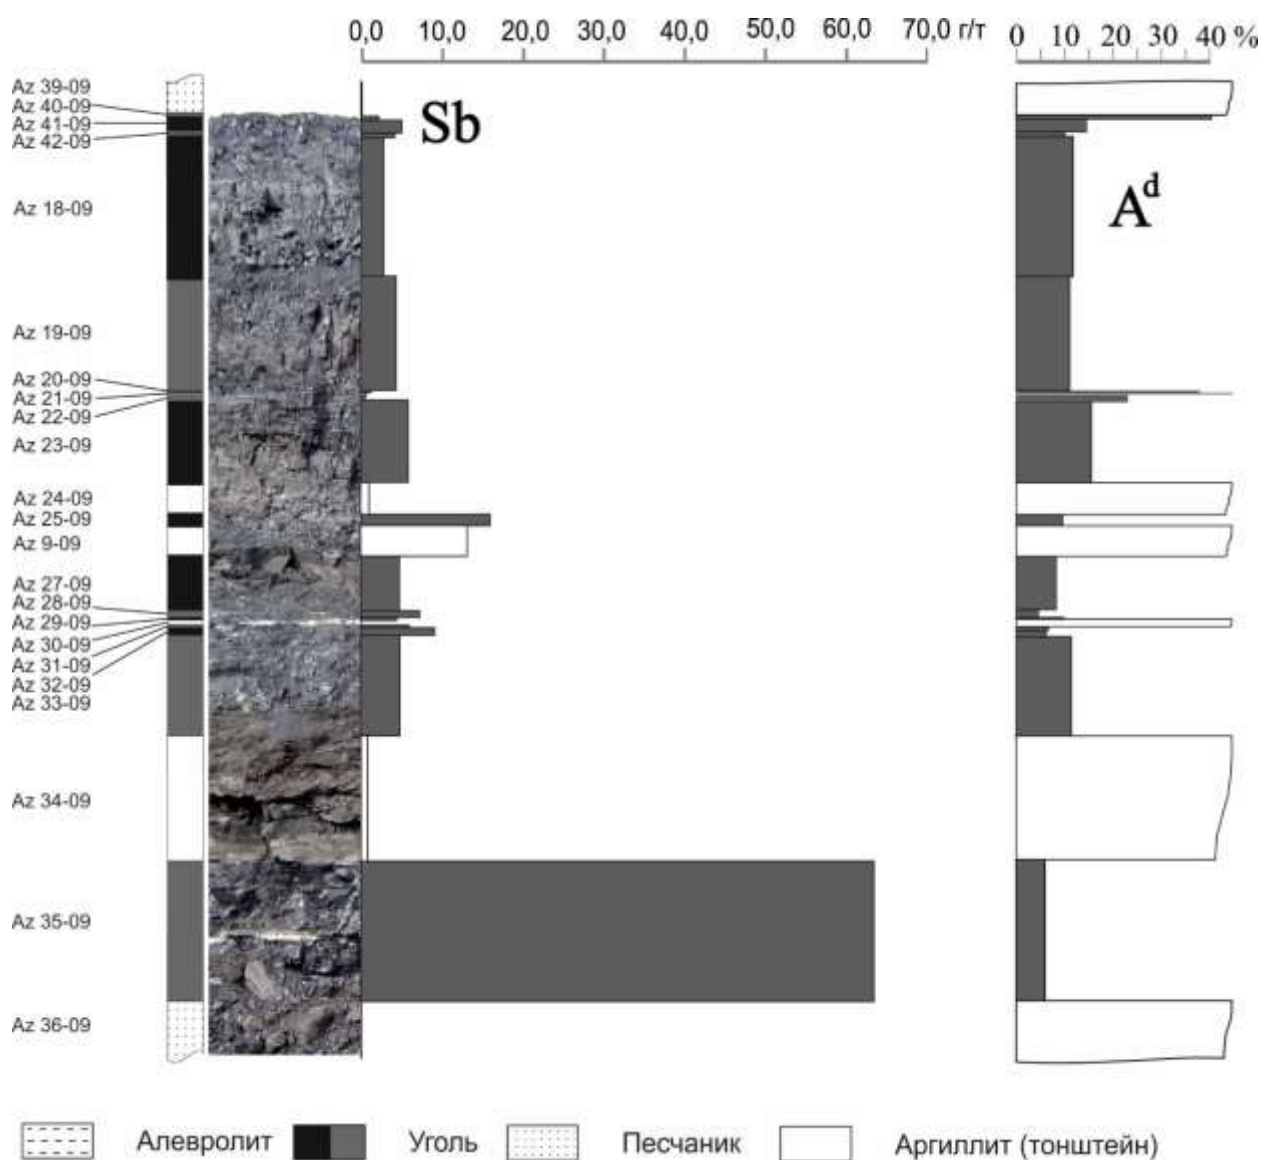 0,0 10,0 20,0 30,0 40,0 50,0 60,0 70,0 г/т
0 10 20 30 40 %
Sb
A^d
Az 39-09
Az 40-09
Az 41-09
Az 42-09
Az 18-09
Az 19-09
Az 20-09
Az 21-09
Az 22-09
Az 23-09
Az 24-09
Az 25-09
Az 9-09
Az 27-09
Az 28-09
Az 29-09
Az 30-09
Az 31-09
Az 32-09
Az 33-09
Az 34-09
Az 35-09
Az 36-09
Алевролит Уголь Песчаник Аргиллит (тонштейн)